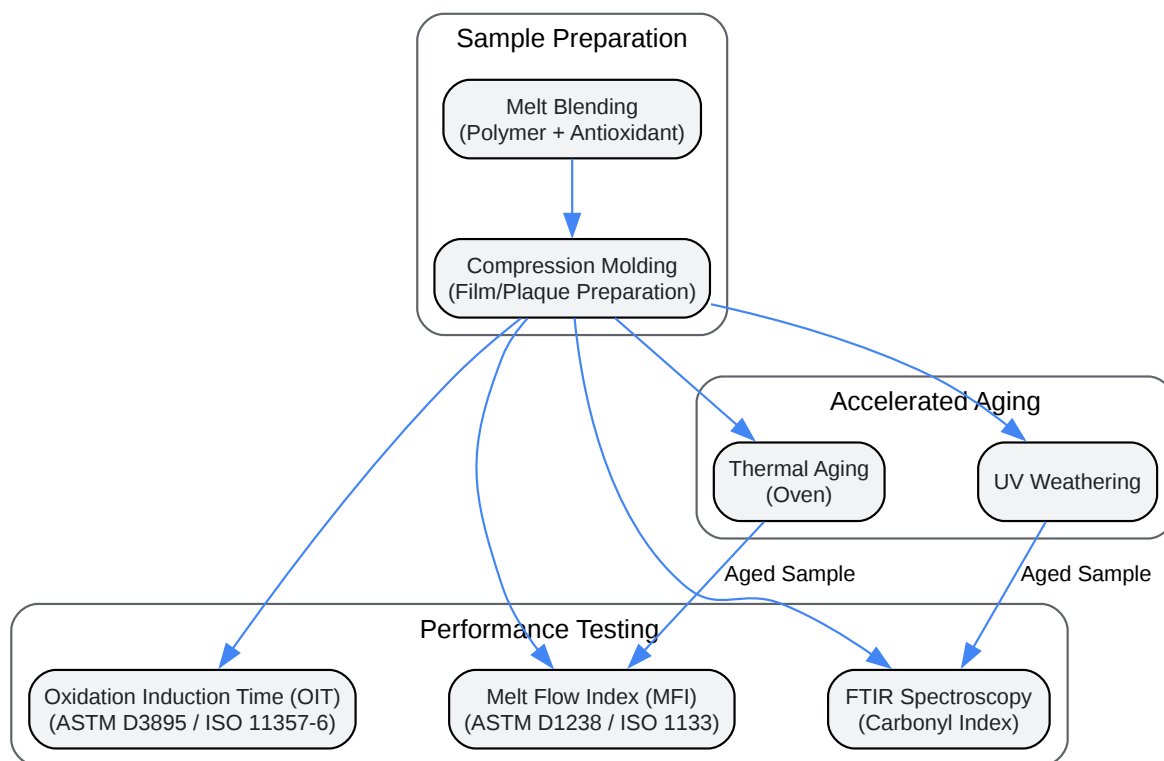 Sample Preparation
Melt Blending
(Polymer + Antioxidant)
Compression Molding
(Film/Plaque Preparation)
Accelerated Aging
Thermal Aging
(Oven)
UV Weathering
Aged Sample
Aged Sample
Performance Testing
Oxidation Induction Time (OIT)
(ASTM D3895 / ISO 11357-6)
Melt Flow Index (MFI)
(ASTM D1238 / ISO 1133)
FTIR Spectroscopy
(Carbonyl Index)